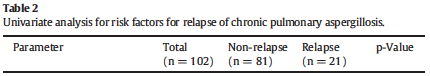 Table 2
Univariate analysis for risk factors for relapse of chronic pulmonary aspergillosis.
Parameter Total Non-relapse Relapse p-Value
(n = 102) (n = 81) (n = 21)